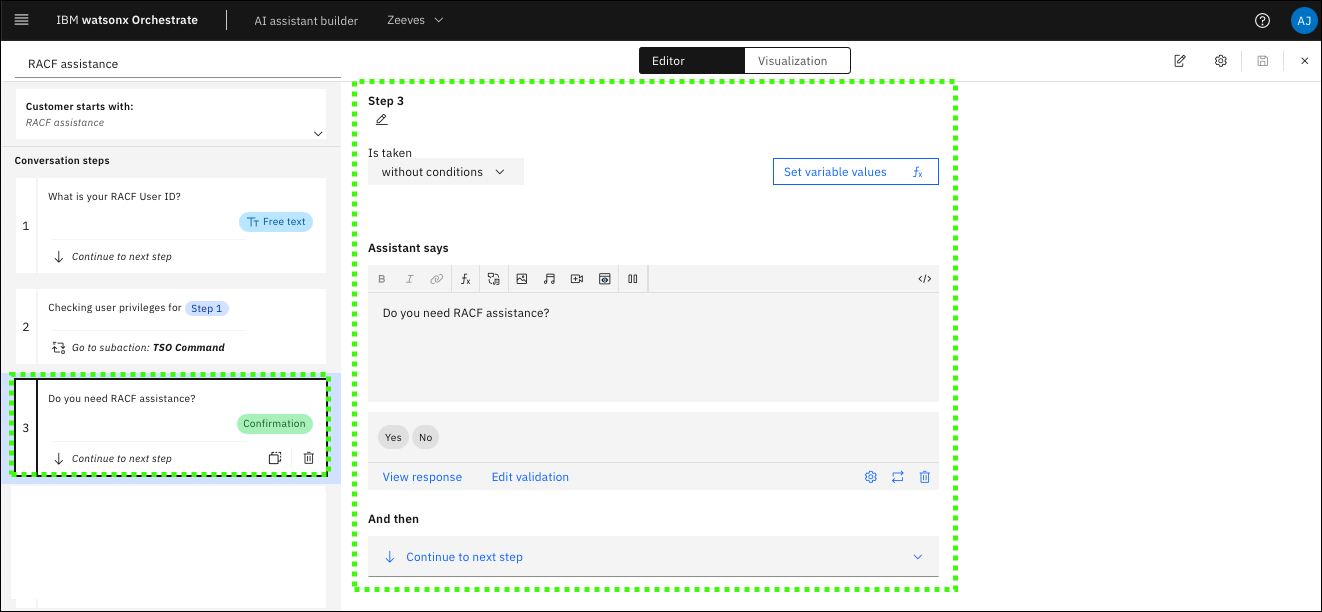 IBM watsonx Orchestrate
AI assistant builder
Zeeves
AJ
RACF assistance
Editor
Visualization
Customer starts with:
RACF assistance
Conversation steps
1
What is your RACF User ID?
Free text
Continue to next step
2
Checking user privileges for Step 1
Go to subaction: TSO Command
3
Do you need RACF assistance?
Confirmation
Continue to next step
Step 3
Is taken
without conditions
Set variable values fx
Assistant says
B I fx </>
Do you need RACF assistance?
Yes No
View response Edit validation
And then
Continue to next step